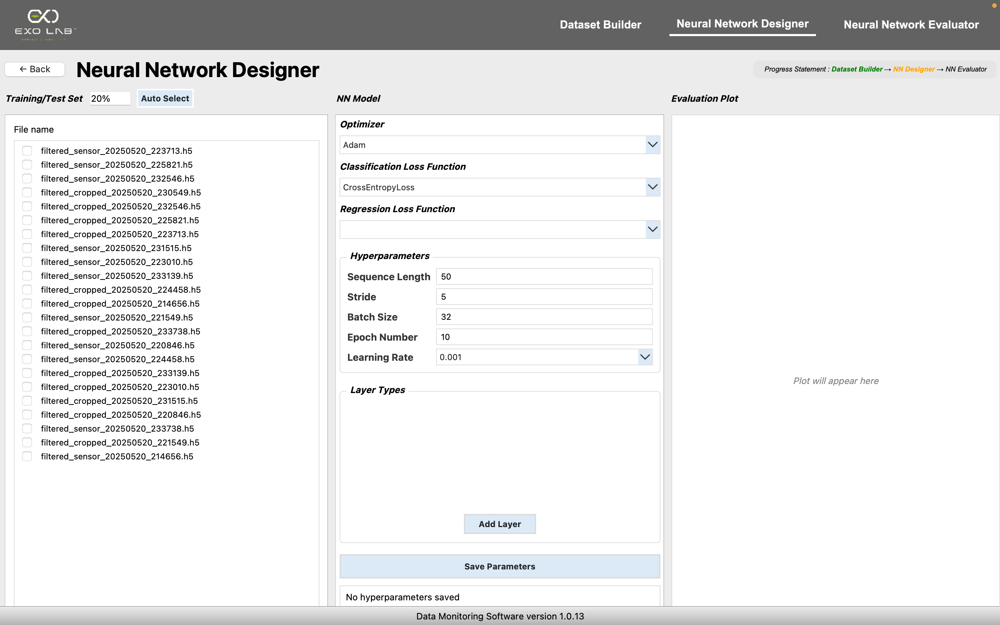 EXO LAB
Dataset Builder
Neural Network Designer
Neural Network Evaluator
← Back
Neural Network Designer
Progress Statement : Dataset Builder → NN Designer → NN Evaluator
Training/Test Set
20%
Auto Select
File name
filtered_sensor_20250520_223713.h5
filtered_sensor_20250520_225821.h5
filtered_sensor_20250520_232546.h5
filtered_cropped_20250520_230549.h5
filtered_cropped_20250520_232546.h5
filtered_cropped_20250520_225821.h5
filtered_cropped_20250520_223713.h5
filtered_sensor_20250520_231515.h5
filtered_sensor_20250520_223010.h5
filtered_sensor_20250520_233139.h5
filtered_cropped_20250520_224458.h5
filtered_cropped_20250520_214656.h5
filtered_sensor_20250520_221549.h5
filtered_cropped_20250520_233738.h5
filtered_sensor_20250520_220846.h5
filtered_sensor_20250520_224458.h5
filtered_cropped_20250520_233139.h5
filtered_cropped_20250520_223010.h5
filtered_cropped_20250520_231515.h5
filtered_cropped_20250520_220846.h5
filtered_sensor_20250520_233738.h5
filtered_cropped_20250520_221549.h5
filtered_sensor_20250520_214656.h5
NN Model
Optimizer
Adam
Classification Loss Function
CrossEntropyLoss
Regression Loss Function
Hyperparameters
Sequence Length
50
Stride
5
Batch Size
32
Epoch Number
10
Learning Rate
0.001
Layer Types
Add Layer
Save Parameters
No hyperparameters saved
Evaluation Plot
Plot will appear here
Data Monitoring Software version 1.0.13